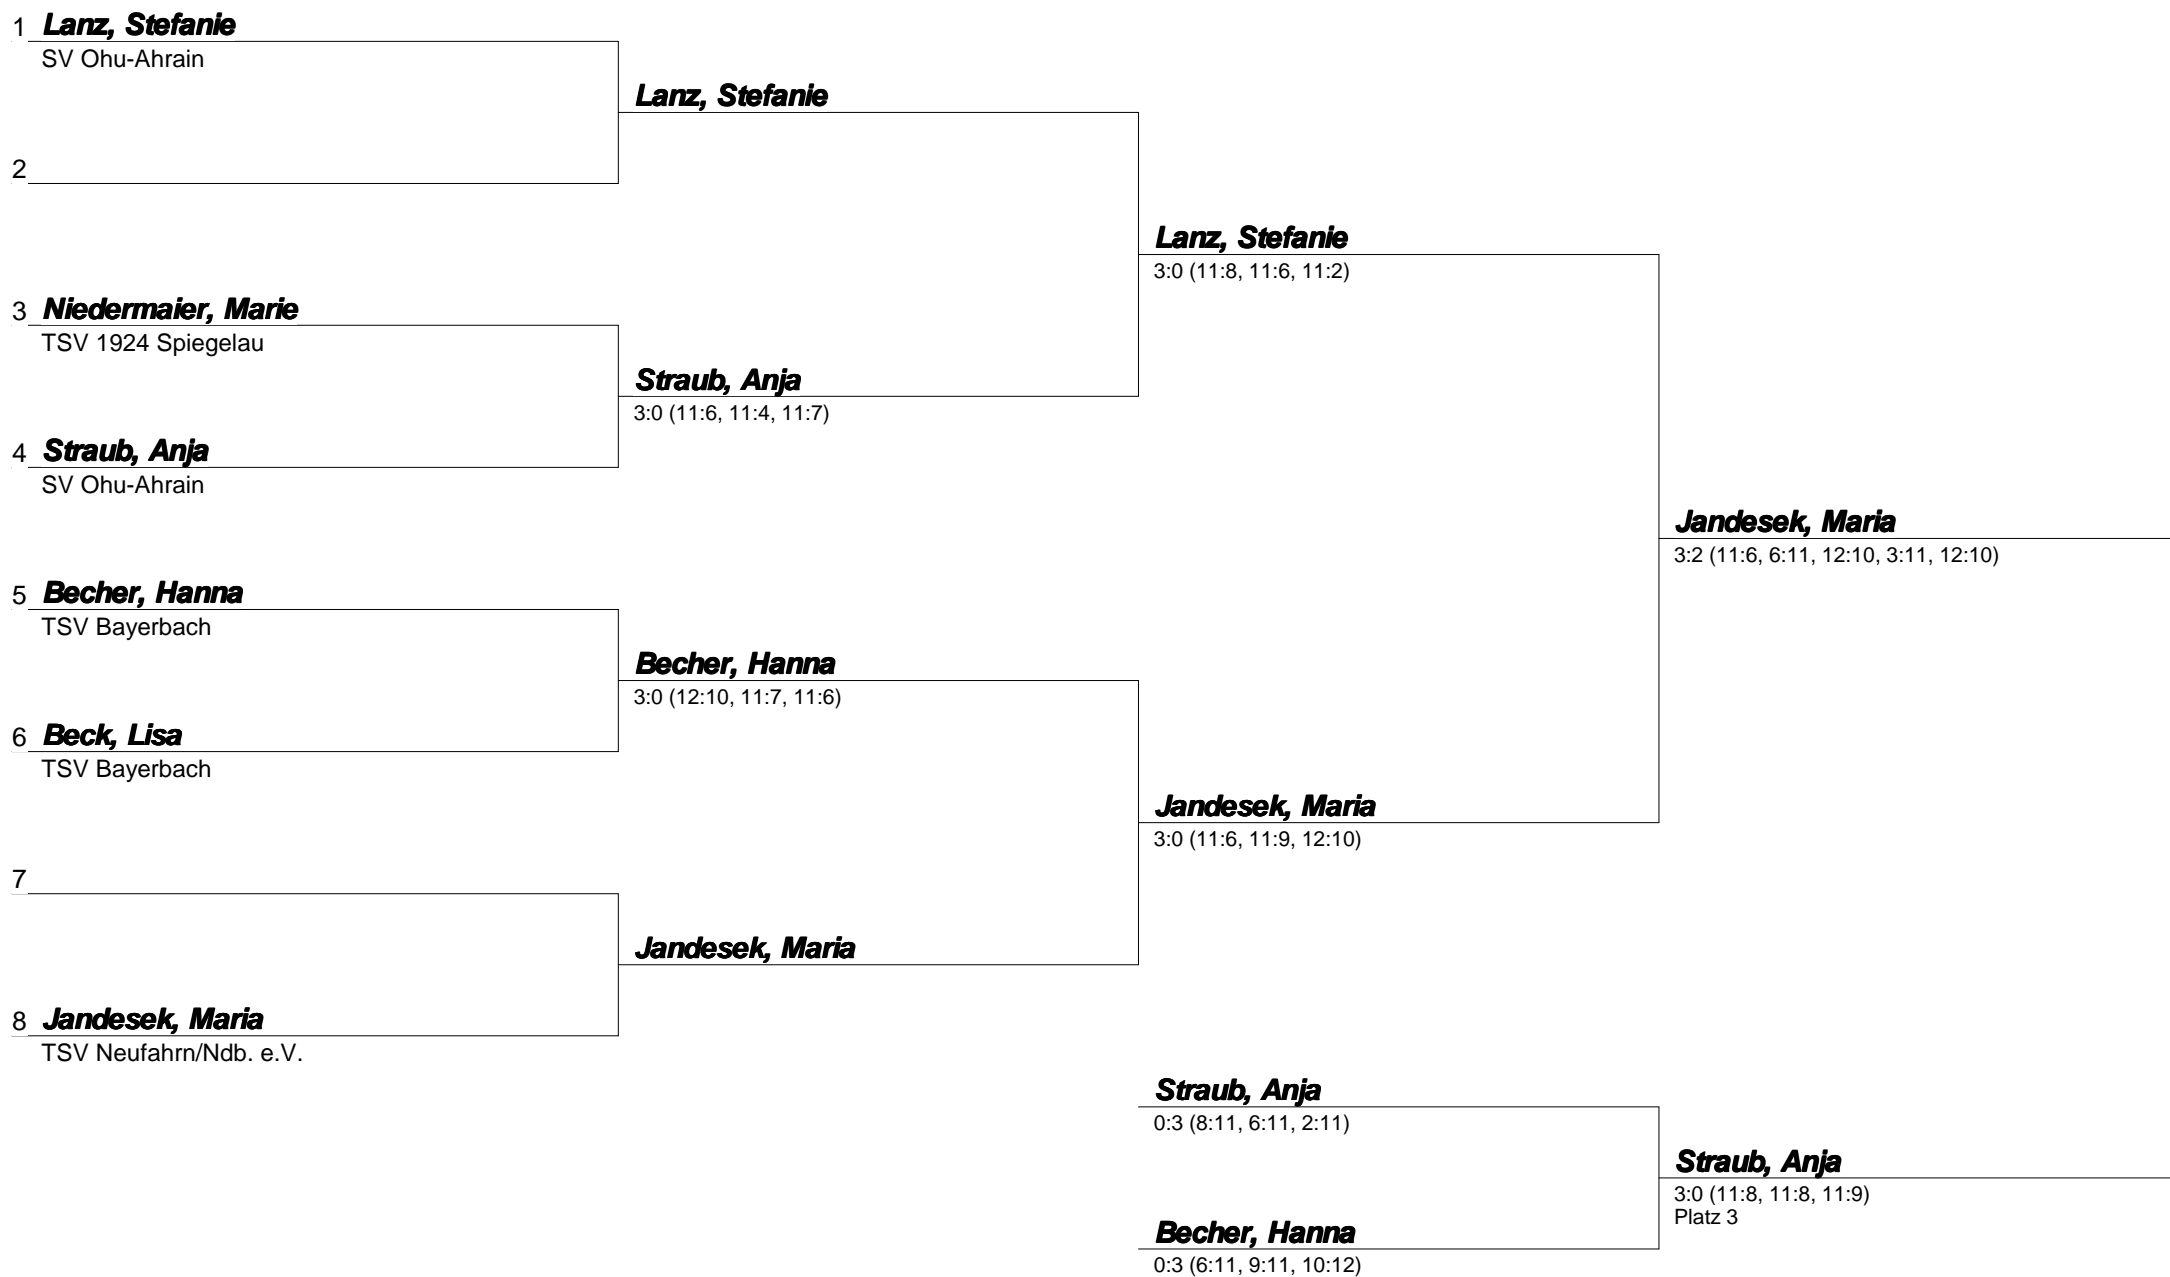 1 Lanz, Stefanie
SV Ohu-Ahrain
Lanz, Stefanie
2
Lanz, Stefanie
3:0 (11:8, 11:6, 11:2)
3 Niedermaier, Marie
TSV 1924 Spiegelau
Straub, Anja
3:0 (11:6, 11:4, 11:7)
4 Straub, Anja
SV Ohu-Ahrain
Jandesek, Maria
3:2 (11:6, 6:11, 12:10, 3:11, 12:10)
5 Becher, Hanna
TSV Bayerbach
Becher, Hanna
3:0 (12:10, 11:7, 11:6)
6 Beck, Lisa
TSV Bayerbach
Jandesek, Maria
3:0 (11:6, 11:9, 12:10)
7
Jandesek, Maria
8 Jandesek, Maria
TSV Neufahrn/Ndb. e.V.
Straub, Anja
0:3 (8:11, 6:11, 2:11)
Straub, Anja
3:0 (11:8, 11:8, 11:9)
Platz 3
Becher, Hanna
0:3 (6:11, 9:11, 10:12)